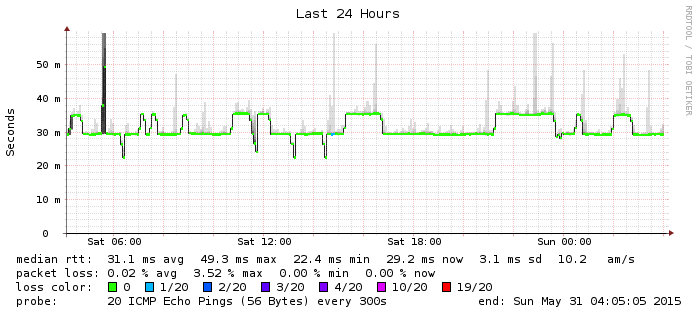 Last 24 Hours
RRDTOOL / TOBI OETIKER
Seconds
50 m
40 m
30 m
20 m
10 m
0
Sat 06:00 Sat 12:00 Sat 18:00 Sun 00:00
median rtt: 31.1 ms avg 49.3 ms max 22.4 ms min 29.2 ms now 3.1 ms sd 10.2 am/s
packet loss: 0.02 % avg 3.52 % max 0.00 % min 0.00 % now
loss color: 0 1/20 2/20 3/20 4/20 10/20 19/20
probe: 20 ICMP Echo Pings (56 Bytes) every 300s end: Sun May 31 04:05:05 2015